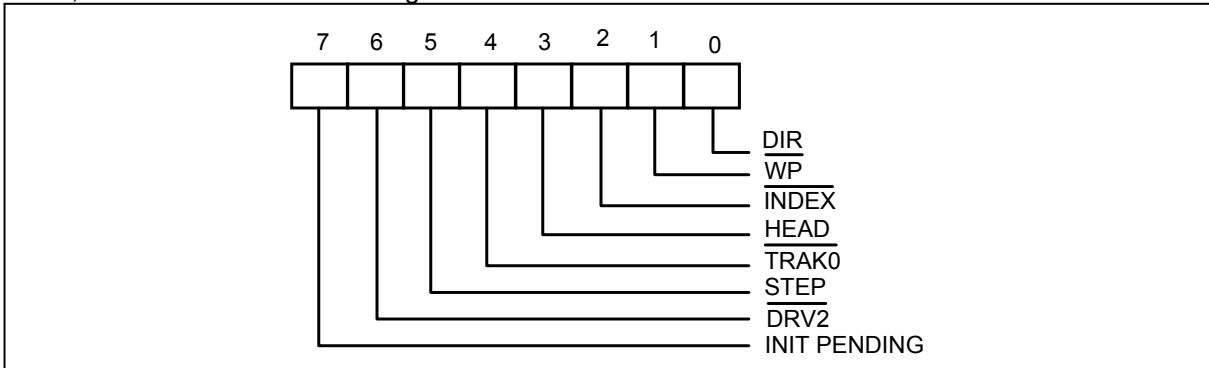 7 6 5 4 3 2 1 0
DIR
WP
INDEX
HEAD
TRAK0
STEP
DRV2
INIT PENDING